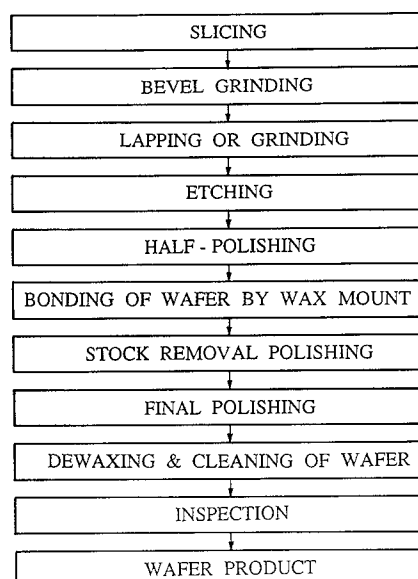 SLICING
BEVEL GRINDING
LAPPING OR GRINDING
ETCHING
HALF - POLISHING
BONDING OF WAFER BY WAX MOUNT
STOCK REMOVAL POLISHING
FINAL POLISHING
DEWAXING & CLEANING OF WAFER
INSPECTION
WAFER PRODUCT